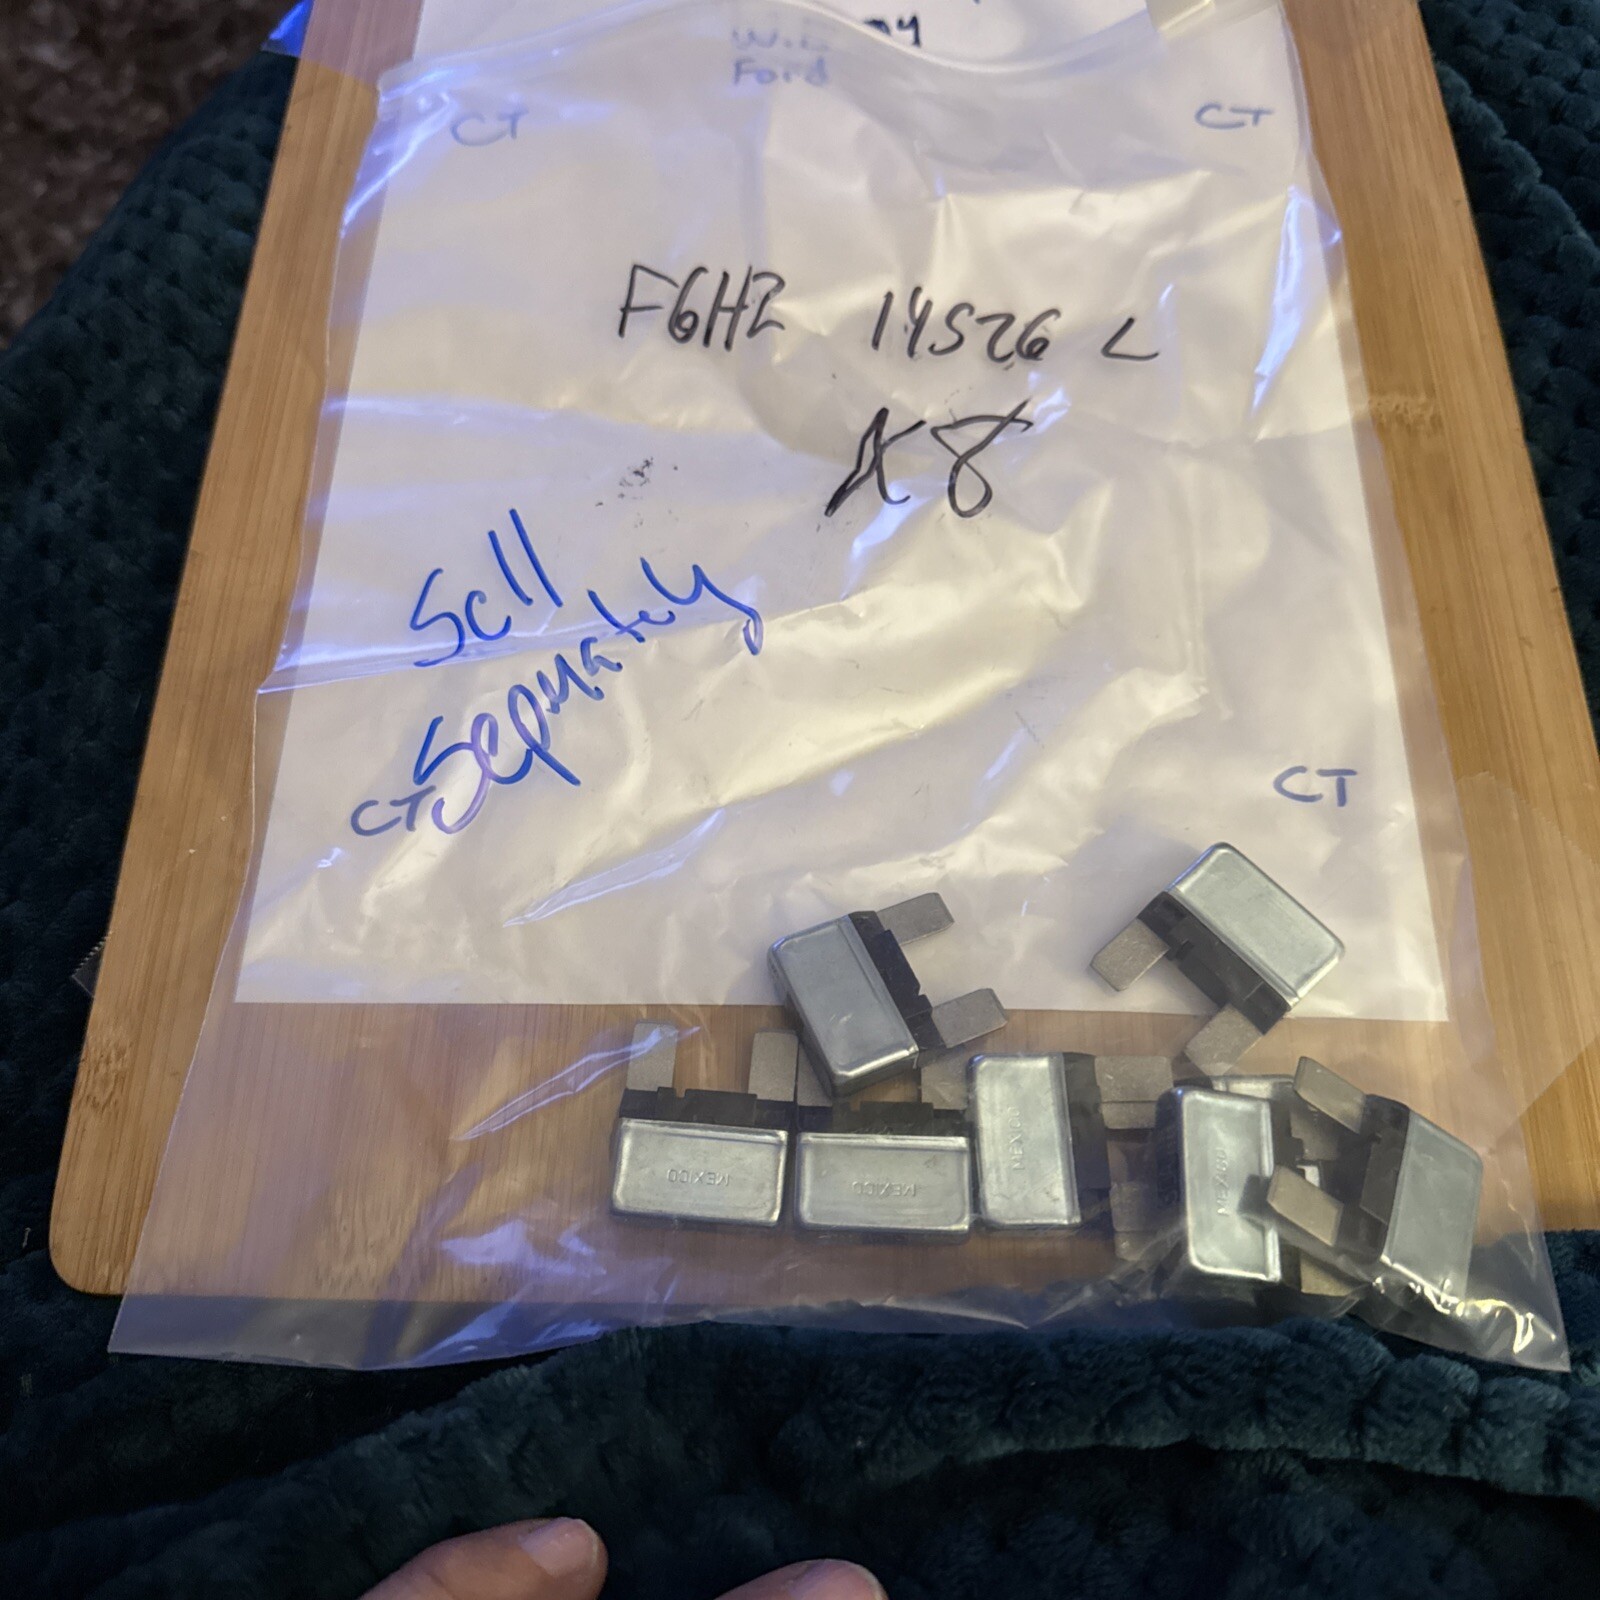 Ford
CT CT
F6HZ 14526 L
x8
Sell
Separately
CT CT
MEXICO
MEXICO
MEXICO
MEXICO